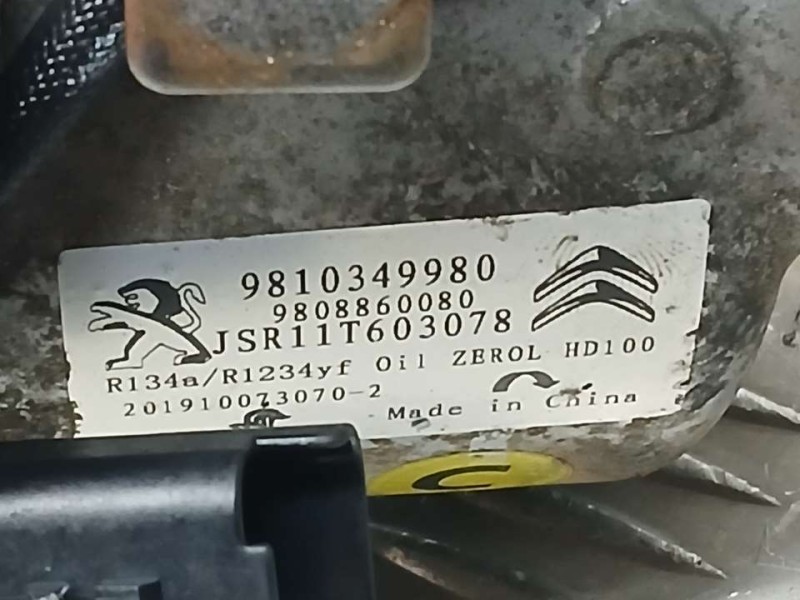 9810349980
9808860080
JSR11T603078
R134a/R1234yf Oil ZEROL HD100
201910073070-2 Made in China
C